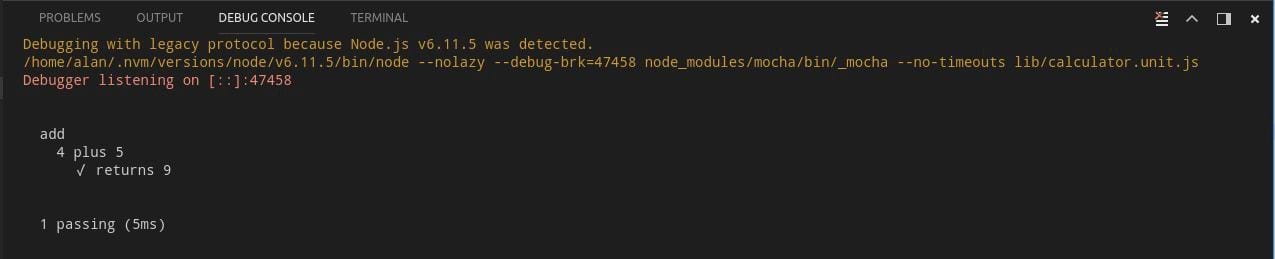 PROBLEMS OUTPUT DEBUG CONSOLE TERMINAL
Debugging with legacy protocol because Node.js v6.11.5 was detected.
/home/alan/.nvm/versions/node/v6.11.5/bin/node --nolazy --debug-brk=47458 node_modules/mocha/bin/_mocha --no-timeouts lib/calculator.unit.js
Debugger listening on [::]:47458
add
4 plus 5
√ returns 9
1 passing (5ms)